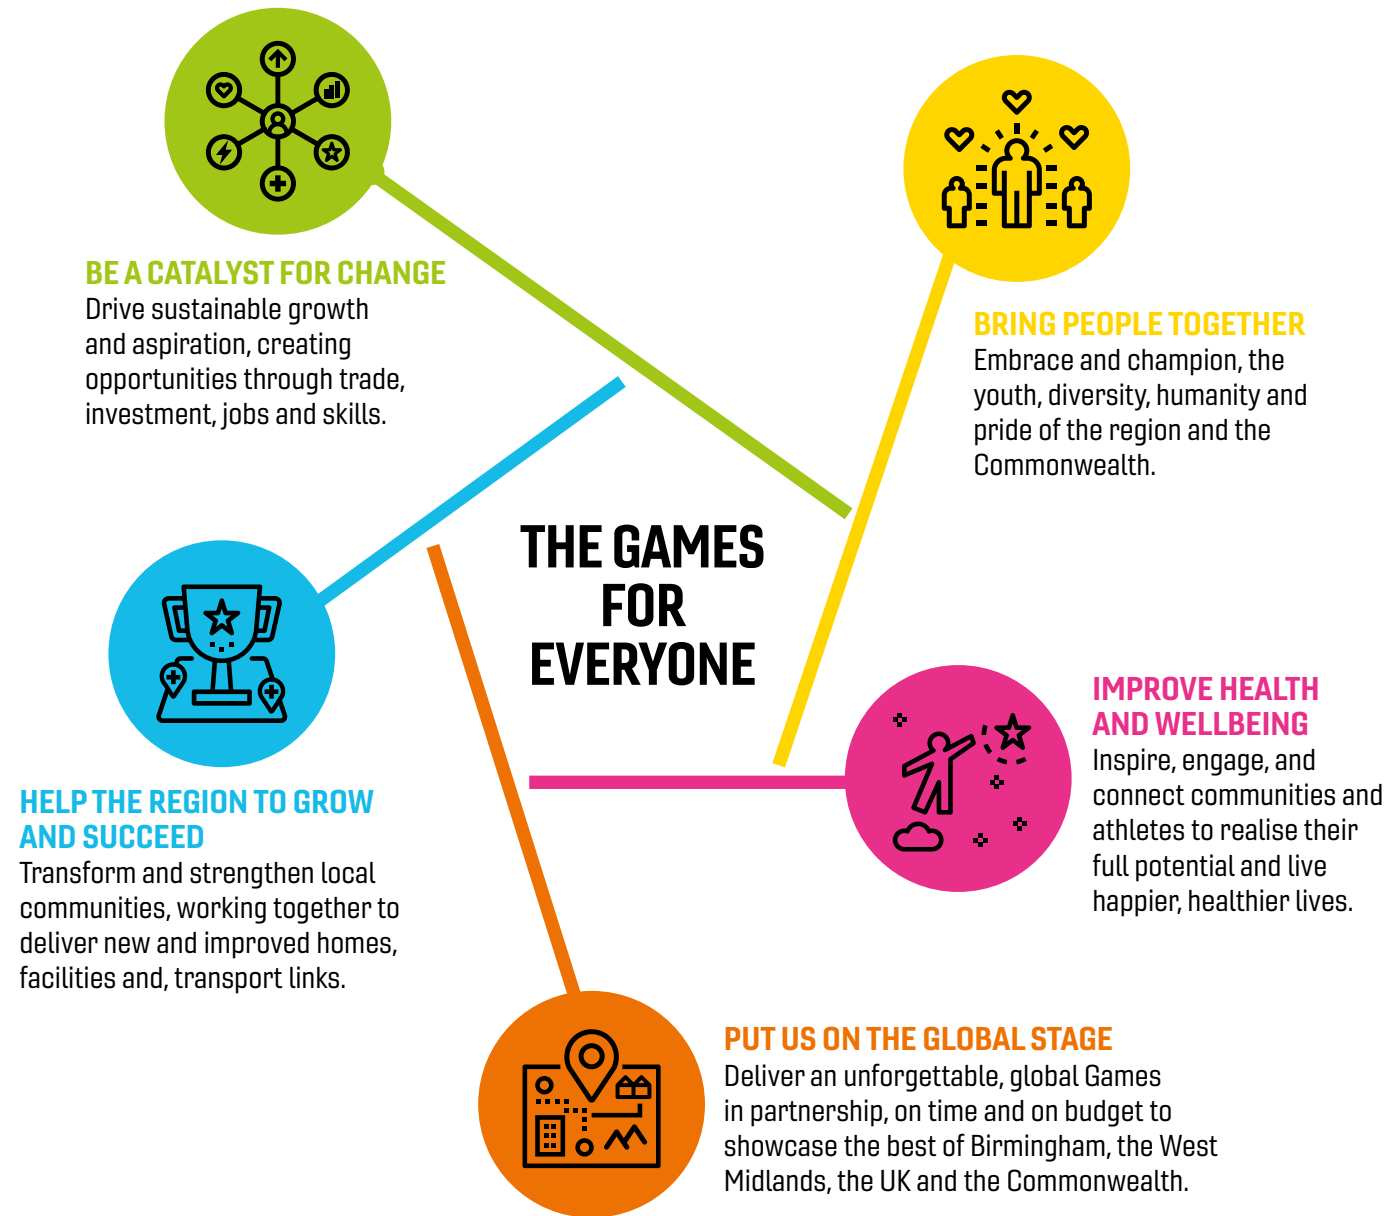 BE A CATALYST FOR CHANGE
Drive sustainable growth
and aspiration, creating
opportunities through trade,
investment, jobs and skills.
BRING PEOPLE TOGETHER
Embrace and champion, the
youth, diversity, humanity and
pride of the region and the
Commonwealth.
THE GAMES
FOR
EVERYONE
IMPROVE HEALTH
AND WELLBEING
Inspire, engage, and
connect communities and
athletes to realise their
full potential and live
happier, healthier lives.
HELP THE REGION TO GROW
AND SUCCEED
Transform and strengthen local
communities, working together to
deliver new and improved homes,
facilities and, transport links.
PUT US ON THE GLOBAL STAGE
Deliver an unforgettable, global Games
in partnership, on time and on budget to
showcase the best of Birmingham, the West
Midlands, the UK and the Commonwealth.